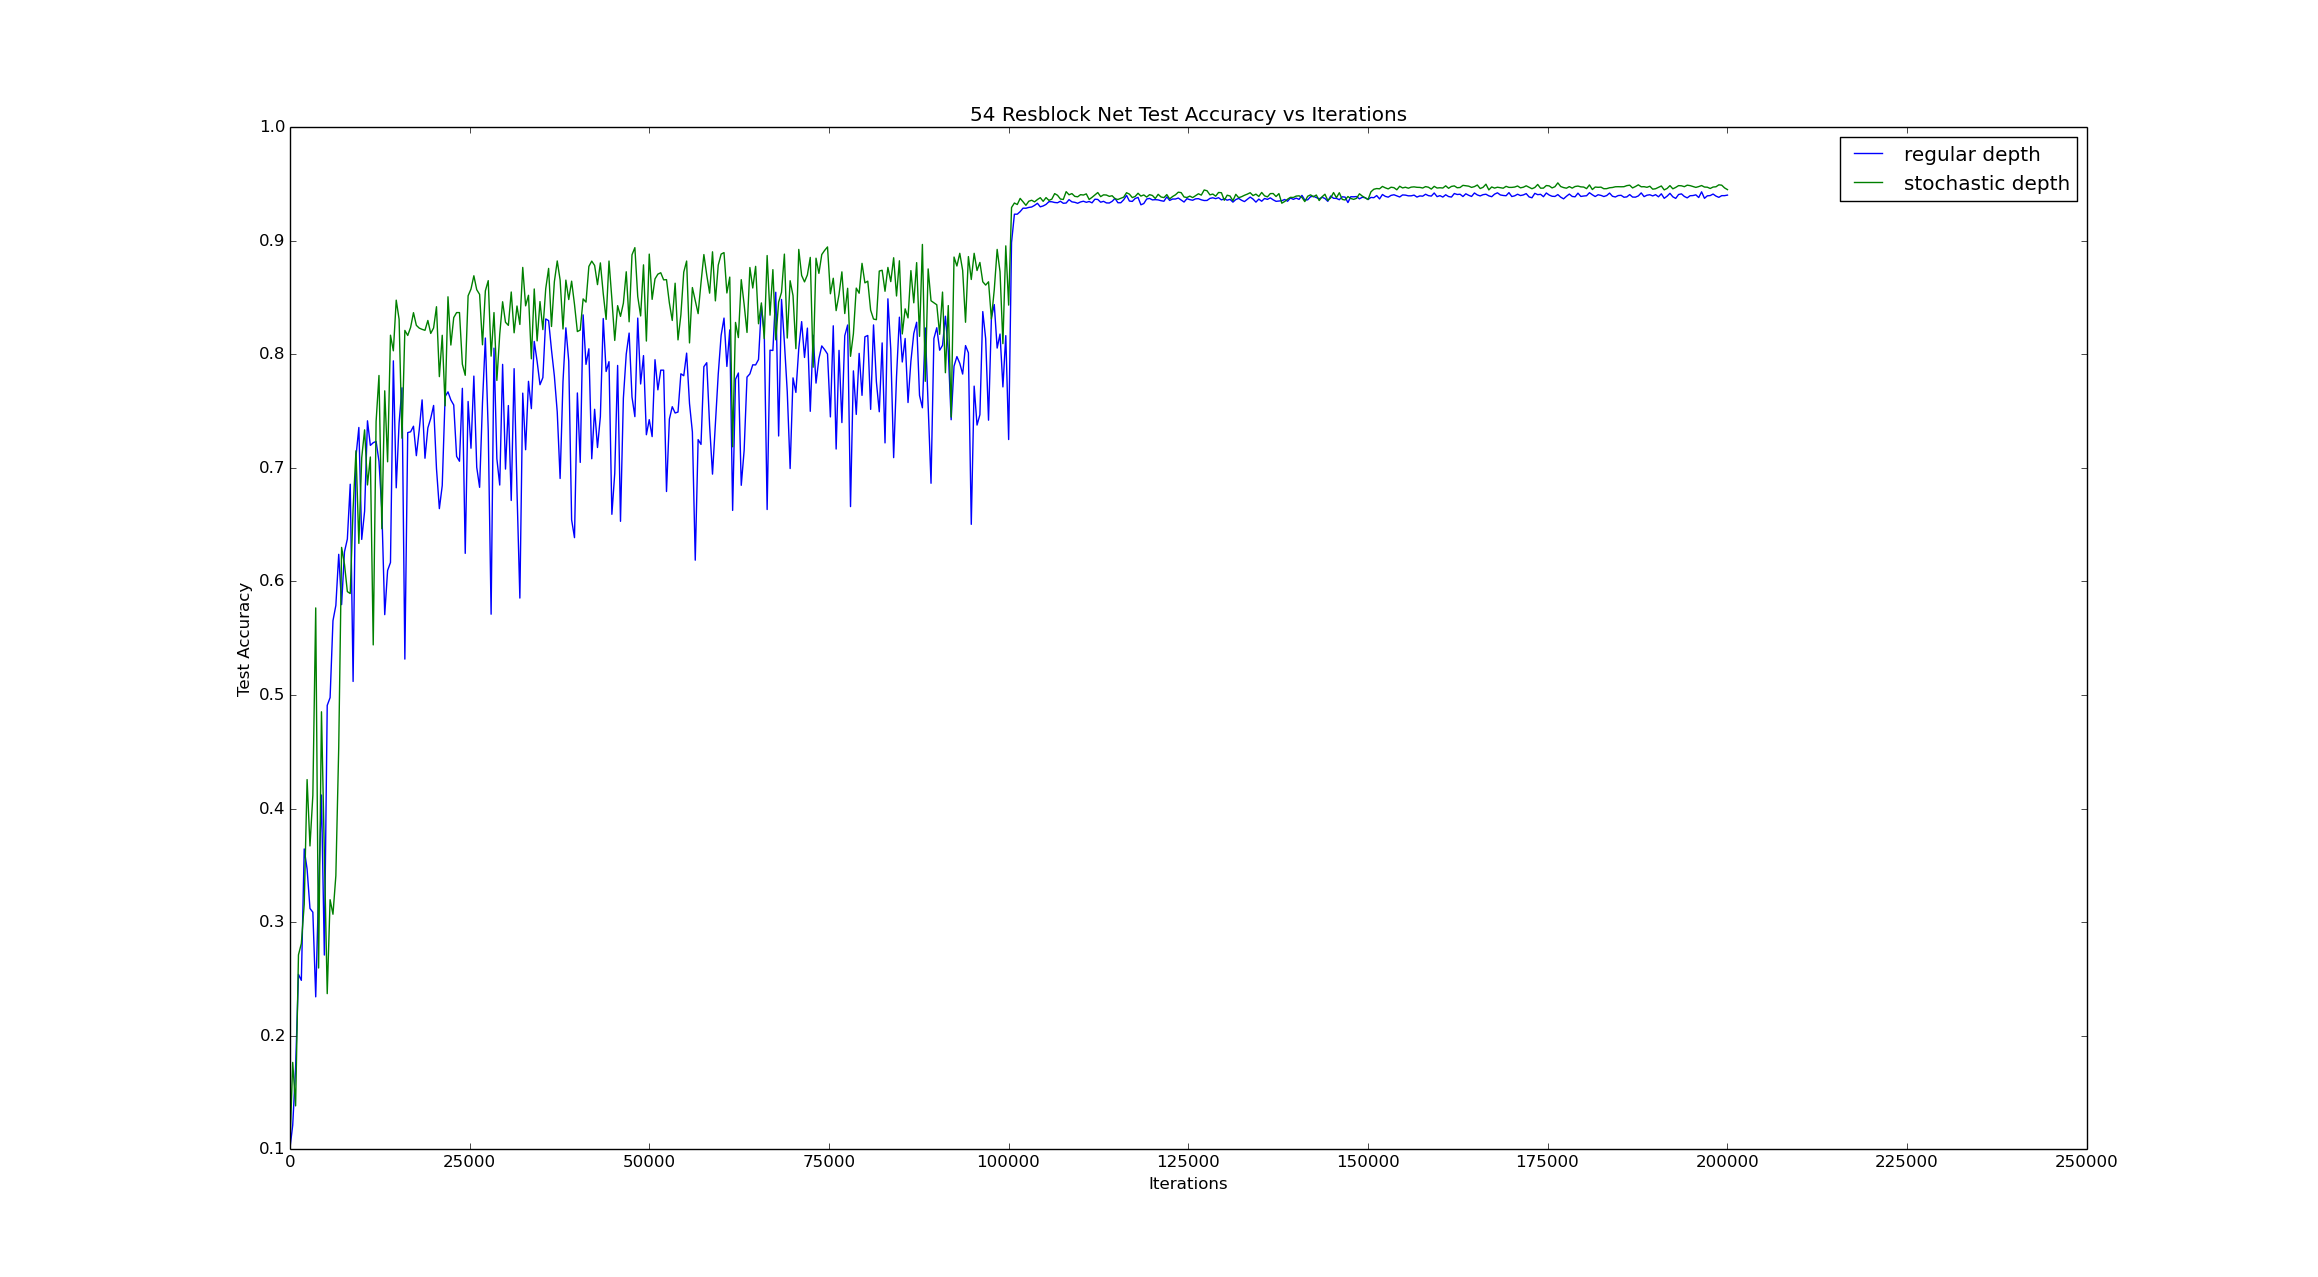 54 Resblock Net Test Accuracy vs Iterations
regular depth
stochastic depth
Test Accuracy
1.0
0.9
0.8
0.7
0.6
0.5
0.4
0.3
0.2
0.1
0 25000 50000 75000 100000 125000 150000 175000 200000 225000 250000
Iterations